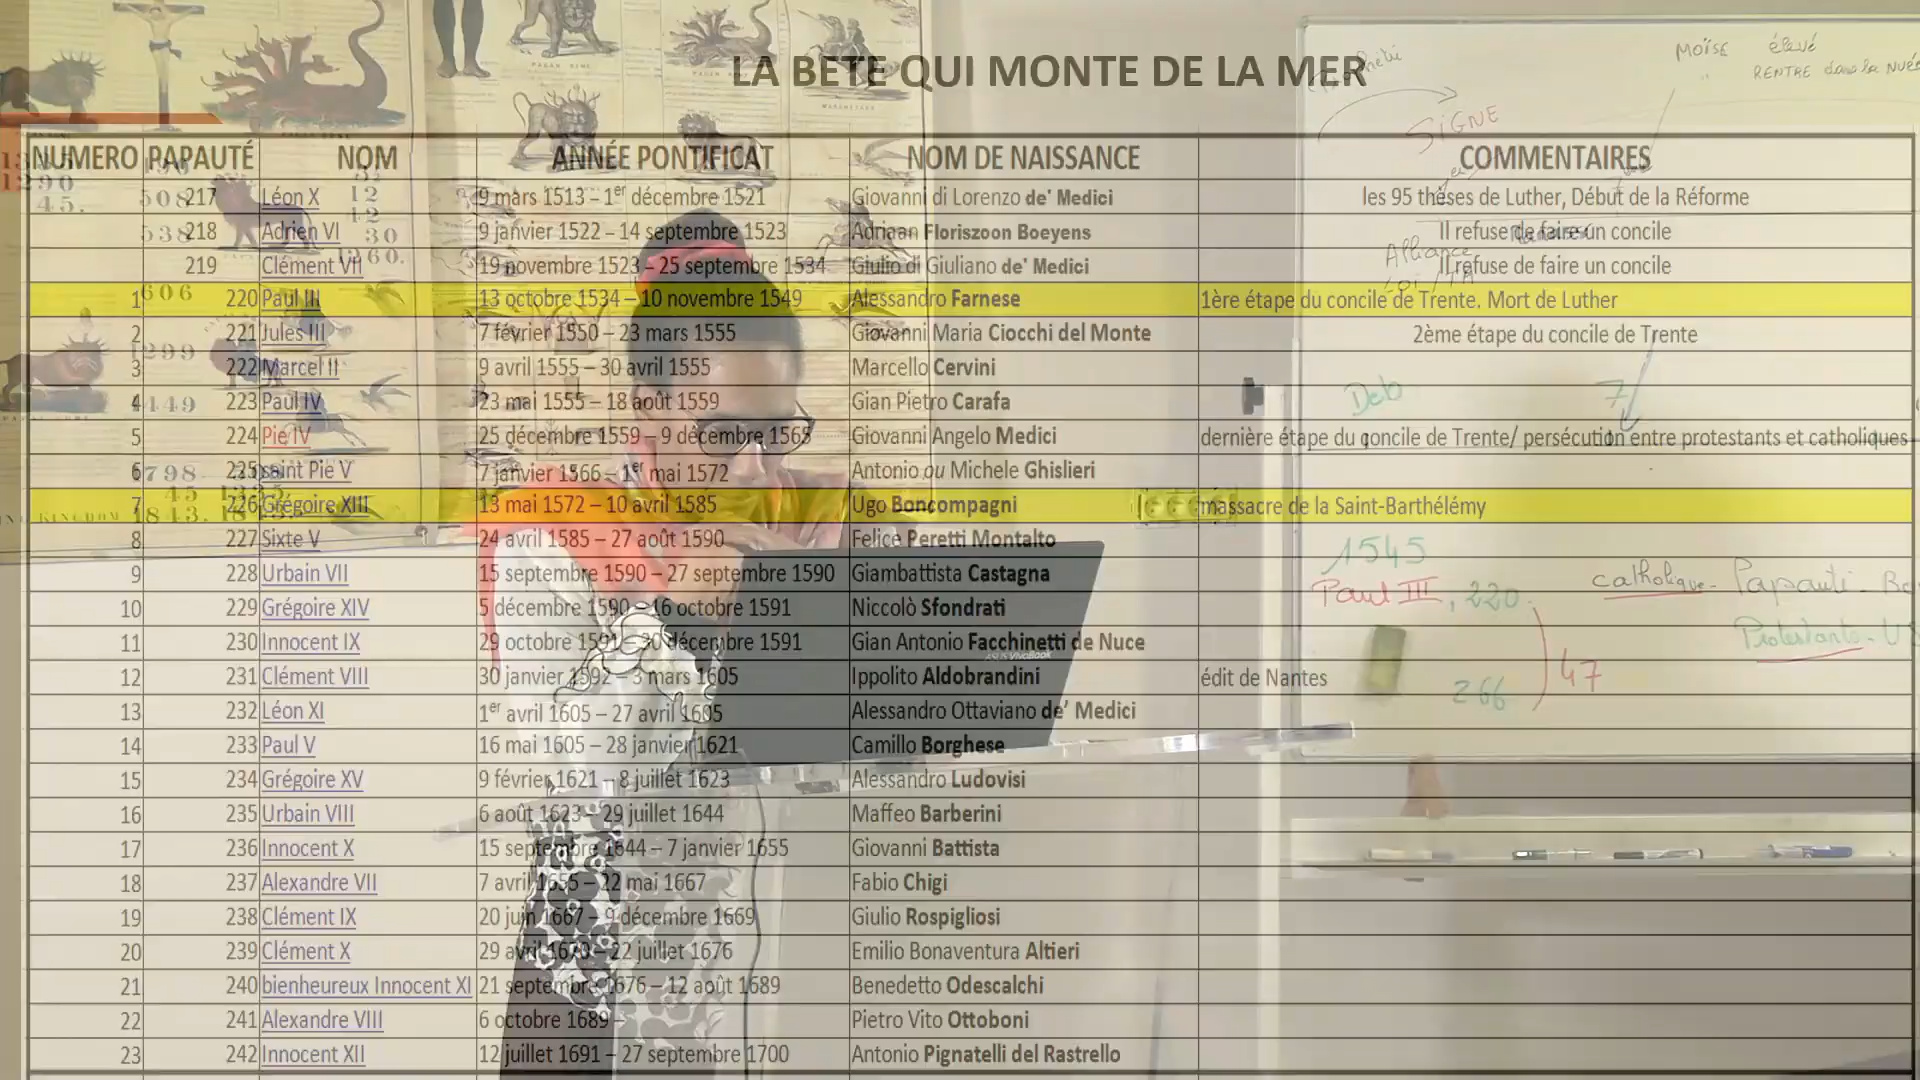 LA BETE QUI MONTE DE LA MER
MOÏSE élevé
RENTRE dans la NUÉE
SIGNE
NUMERO PAPAUTÉ NOM ANNÉE PONTIFICAT NOM DE NAISSANCE COMMENTAIRES
217 Léon X 9 mars 1513 – 1er décembre 1521 Giovanni di Lorenzo de' Medici les 95 thèses de Luther, Début de la Réforme
218 Adrien VI 9 janvier 1522 – 14 septembre 1523 Adriaan Floriszoon Boeyens Il refuse de faire un concile
219 Clément VII 19 novembre 1523 – 25 septembre 1534 Giulio di Giuliano de' Medici Il refuse de faire un concile
1 220 Paul III 13 octobre 1534 – 10 novembre 1549 Alessandro Farnese 1ère étape du concile de Trente. Mort de Luther
2 221 Jules III 7 février 1550 – 23 mars 1555 Giovanni Maria Ciocchi del Monte 2ème étape du concile de Trente
3 222 Marcel II 9 avril 1555 – 30 avril 1555 Marcello Cervini
4 223 Paul IV 23 mai 1555 – 18 août 1559 Gian Pietro Carafa
5 224 Pie IV 25 décembre 1559 – 9 décembre 1565 Giovanni Angelo Medici dernière étape du concile de Trente/ persécution entre protestants et catholiques
6 225 saint Pie V 7 janvier 1566 – 1er mai 1572 Antonio ou Michele Ghislieri
7 226 Grégoire XIII 13 mai 1572 – 10 avril 1585 Ugo Boncompagni massacre de la Saint-Barthélémy
8 227 Sixte V 24 avril 1585 – 27 août 1590 Felice Peretti Montalto
9 228 Urbain VII 15 septembre 1590 – 27 septembre 1590 Giambattista Castagna
10 229 Grégoire XIV 5 décembre 1590 – 16 octobre 1591 Niccolò Sfondrati
11 230 Innocent IX 29 octobre 1591 – 30 décembre 1591 Gian Antonio Facchinetti de Nuce
12 231 Clément VIII 30 janvier 1592 – 3 mars 1605 Ippolito Aldobrandini édit de Nantes
13 232 Léon XI 1er avril 1605 – 27 avril 1605 Alessandro Ottaviano de' Medici
14 233 Paul V 16 mai 1605 – 28 janvier 1621 Camillo Borghese
15 234 Grégoire XV 9 février 1621 – 8 juillet 1623 Alessandro Ludovisi
16 235 Urbain VIII 6 août 1623 – 29 juillet 1644 Maffeo Barberini
17 236 Innocent X 15 septembre 1644 – 7 janvier 1655 Giovanni Battista
18 237 Alexandre VII 7 avril 1655 – 22 mai 1667 Fabio Chigi
19 238 Clément IX 20 juin 1667 – 9 décembre 1669 Giulio Rospigliosi
20 239 Clément X 29 avril 1670 – 22 juillet 1676 Emilio Bonaventura Altieri
21 240 bienheureux Innocent XI 21 septembre 1676 – 12 août 1689 Benedetto Odescalchi
22 241 Alexandre VIII 6 octobre 1689 – Pietro Vito Ottoboni
23 242 Innocent XII 12 juillet 1691 – 27 septembre 1700 Antonio Pignatelli del Rastrello
Alliance
1545
Paul III, 220
266
47
catholique - Papauté -
Protestante -